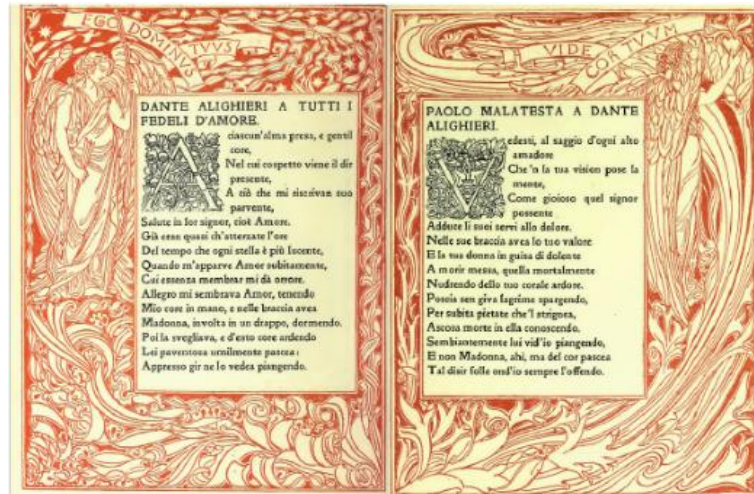 EGO DOMINUS TVVS
DANTE ALIGHIERI A TUTTI I
FEDELI D'AMORE.
A ciascun'alma presa, e gentil
core,
Nel cui cospetto viene il dir
presente,
A ciò che mi riscrivan suo
parvente,
Salute in lor signor, cioè Amore.
Già eran quasi ch'atterzate l'ore
Del tempo che ogni stella è più lucente,
Quando m'apparve Amor subitamente,
Cui essenza membrar mi dà orrore.
Allegro mi sembrava Amor, tenendo
Mio core in mano, e nelle braccia avea
Madonna, involta in un drappo, dormendo.
Poi la svegliava, e d'esto core ardendo
Lei paventosa umilmente pascea:
Appresso gir ne lo vedea piangendo.
VIDE COR TVVM
PAOLO MALATESTA A DANTE
ALIGHIERI.
Vedesti, al saggio d'ogni alto
amadore
Che 'n la tua vision pose la
mente,
Come gioioso quel signor
possente
Adduce li suoi servi allo dolore.
Nelle sue braccia avea lo tuo valore
E la tua donna in guisa di dolente
A morir messa, quella mortalmente
Nudrendo dello tuo corale ardore.
Poscia sen giva lagrime spargendo,
Per subita pietate che'l strignea,
Ascosa morte in ella conoscendo.
Sembiantemente lui vid'io piangendo,
E non Madonna, ahi, ma del cor pascea
Tal disir folle ond'io sempre l'offendo.